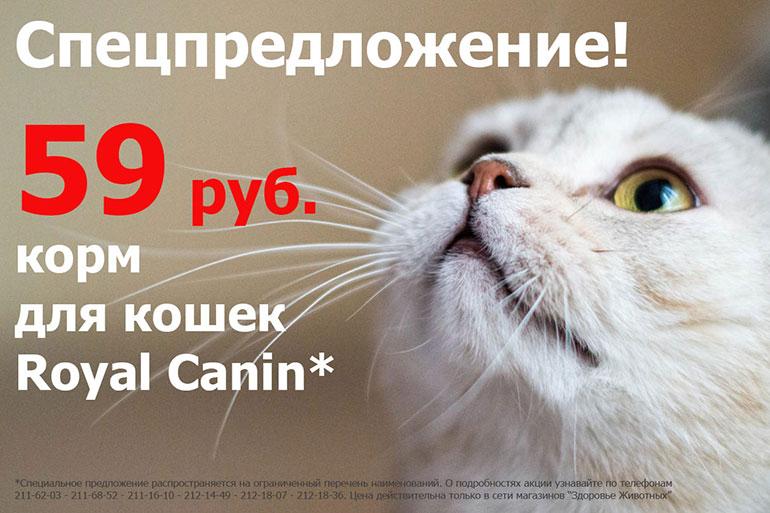 Спецпредложение!
59 руб.
корм
для кошек
Royal Canin*
*Специальное предложение распространяется на ограниченный перечень наименований. О подробностях акции узнавайте по телефонам
211-62-03 - 211-68-52 - 211-16-10 - 212-14-49 - 212-18-07 - 212-18-36. Цена действительна только в сети магазинов "Здоровье Животных"